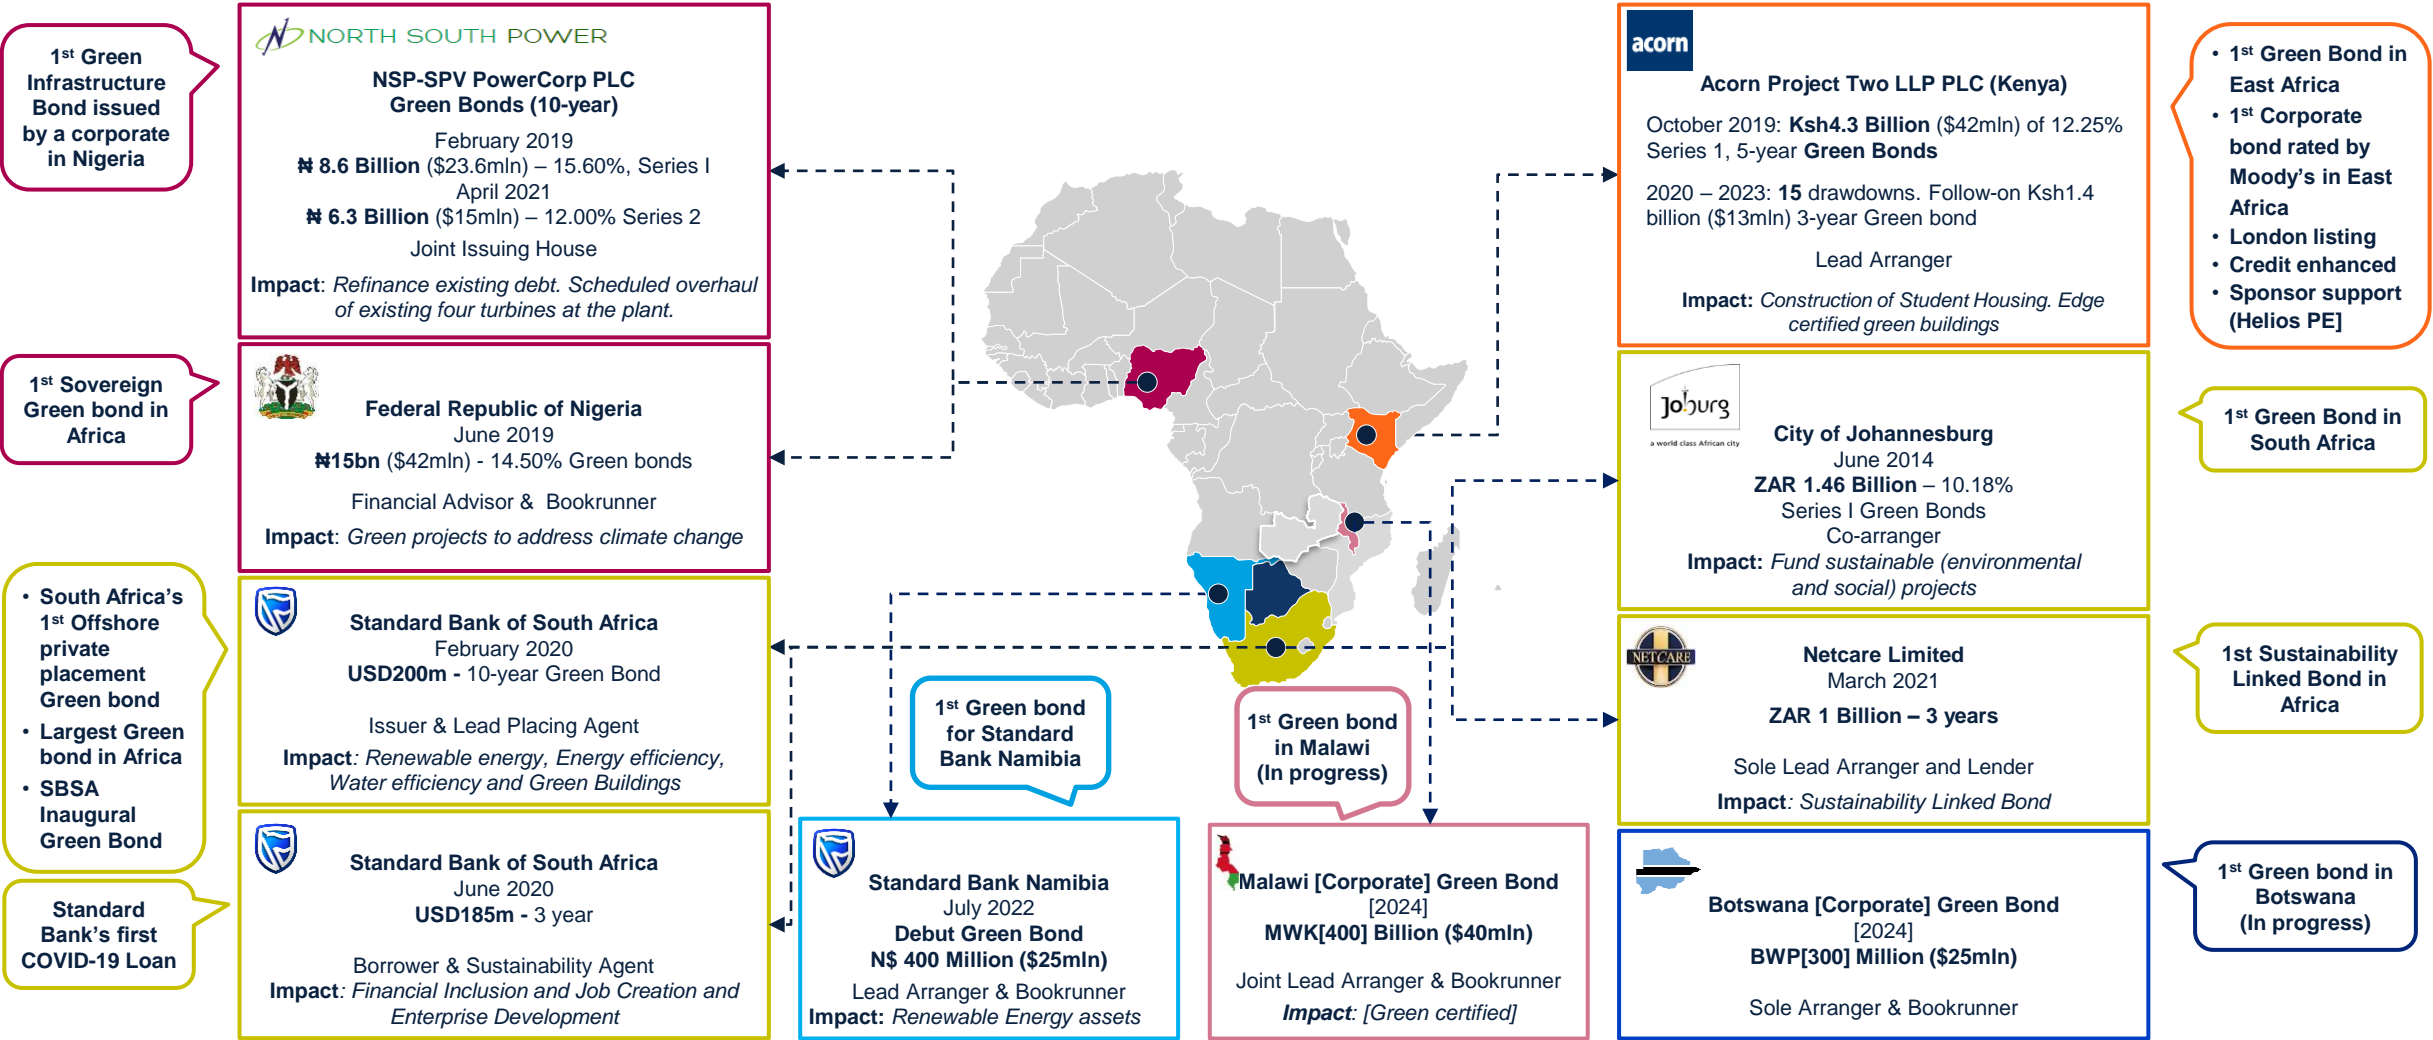 1st Green
Infrastructure
Bond issued
by a corporate
in Nigeria
NORTH SOUTH POWER
NSP-SPV PowerCorp PLC
Green Bonds (10-year)
February 2019
₦ 8.6 Billion ($23.6mln) – 15.60%, Series I
April 2021
₦ 6.3 Billion ($15mln) – 12.00% Series 2
Joint Issuing House
Impact: Refinance existing debt. Scheduled overhaul
of existing four turbines at the plant.
1st Sovereign
Green bond in
Africa
Federal Republic of Nigeria
June 2019
₦15bn ($42mln) - 14.50% Green bonds
Financial Advisor & Bookrunner
Impact: Green projects to address climate change
• South Africa's
1st Offshore
private
placement
Green bond
• Largest Green
bond in Africa
• SBSA
Inaugural
Green Bond
Standard Bank of South Africa
February 2020
USD200m - 10-year Green Bond
Issuer & Lead Placing Agent
Impact: Renewable energy, Energy efficiency,
Water efficiency and Green Buildings
Standard
Bank's first
COVID-19 Loan
Standard Bank of South Africa
June 2020
USD185m - 3 year
Borrower & Sustainability Agent
Impact: Financial Inclusion and Job Creation and
Enterprise Development
1st Green bond
for Standard
Bank Namibia
Standard Bank Namibia
July 2022
Debut Green Bond
N$ 400 Million ($25mln)
Lead Arranger & Bookrunner
Impact: Renewable Energy assets
1st Green bond
in Malawi
(In progress)
Malawi [Corporate] Green Bond
[2024]
MWK[400] Billion ($40mln)
Joint Lead Arranger & Bookrunner
Impact: [Green certified]
acorn
Acorn Project Two LLP PLC (Kenya)
October 2019: Ksh4.3 Billion ($42mln) of 12.25%
Series 1, 5-year Green Bonds
2020 – 2023: 15 drawdowns. Follow-on Ksh1.4
billion ($13mln) 3-year Green bond
Lead Arranger
Impact: Construction of Student Housing. Edge
certified green buildings
• 1st Green Bond in
East Africa
• 1st Corporate
bond rated by
Moody's in East
Africa
• London listing
• Credit enhanced
• Sponsor support
(Helios PE]
Joburg
a world class African city
City of Johannesburg
June 2014
ZAR 1.46 Billion – 10.18%
Series I Green Bonds
Co-arranger
Impact: Fund sustainable (environmental
and social) projects
1st Green Bond in
South Africa
NETCARE
Netcare Limited
March 2021
ZAR 1 Billion – 3 years
Sole Lead Arranger and Lender
Impact: Sustainability Linked Bond
1st Sustainability
Linked Bond in
Africa
Botswana [Corporate] Green Bond
[2024]
BWP[300] Million ($25mln)
Sole Arranger & Bookrunner
1st Green bond in
Botswana
(In progress)